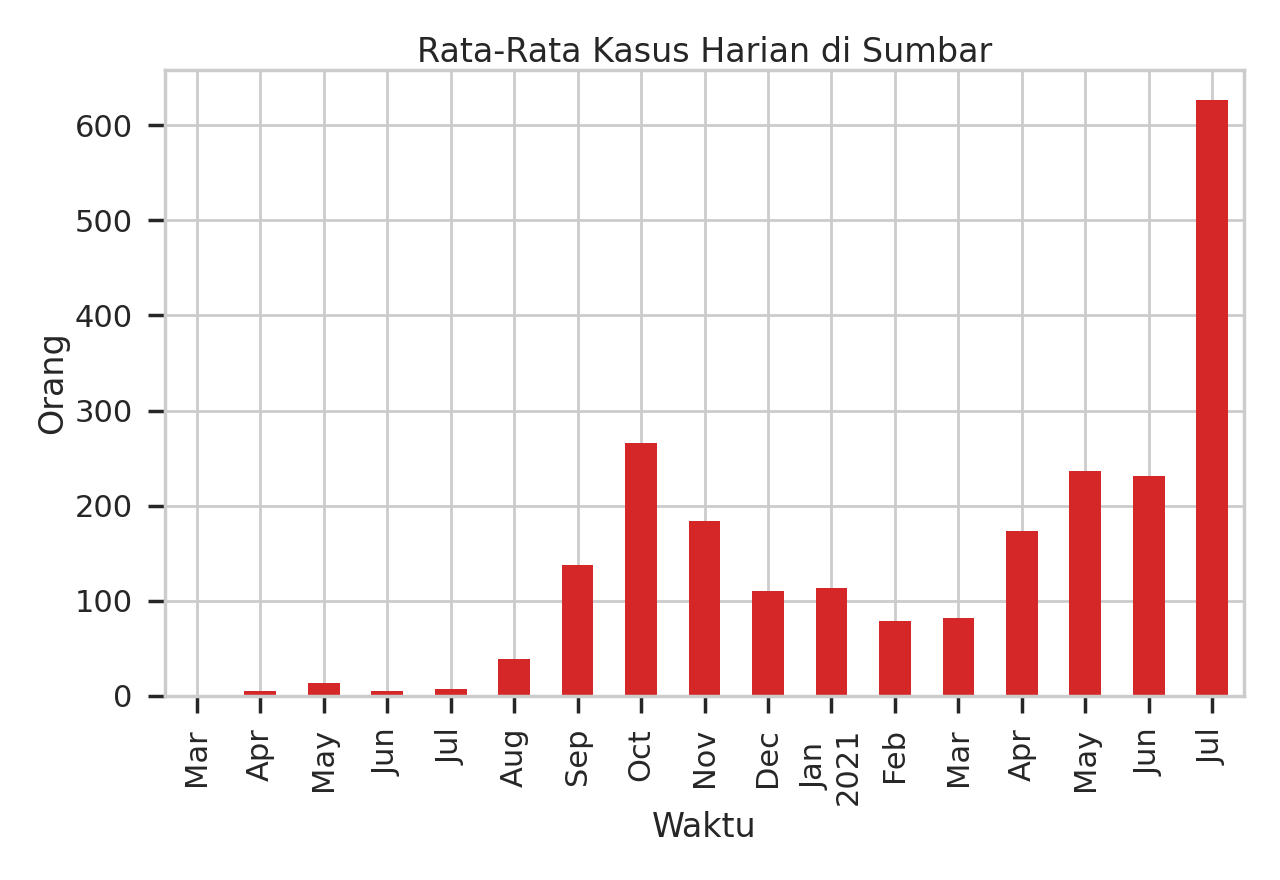 Rata-Rata Kasus Harian di Sumbar
Orang
600
500
400
300
200
100
0
Mar
Apr
May
Jun
Jul
Aug
Sep
Oct
Nov
Dec
Jan
2021
Feb
Mar
Apr
May
Jun
Jul
Waktu